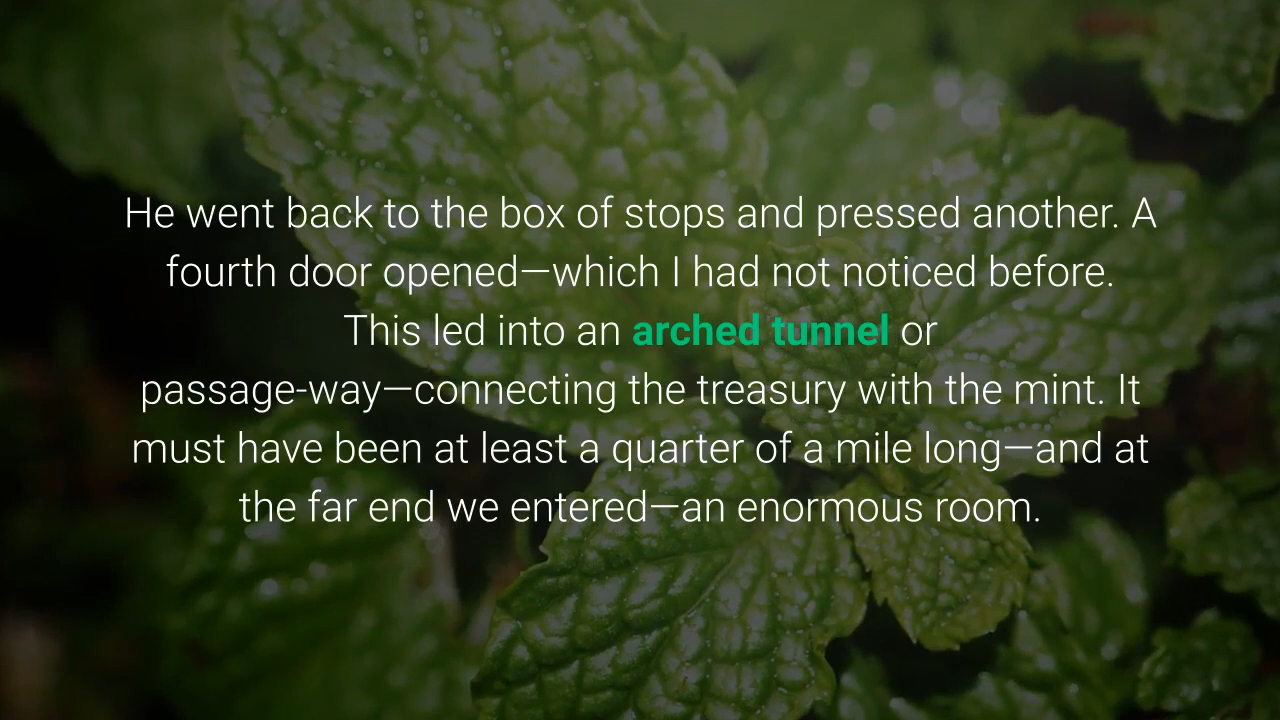 He went back to the box of stops and pressed another. A
fourth door opened—which I had not noticed before.
This led into an arched tunnel or
passage-way—connecting the treasury with the mint. It
must have been at least a quarter of a mile long—and at
the far end we entered—an enormous room.